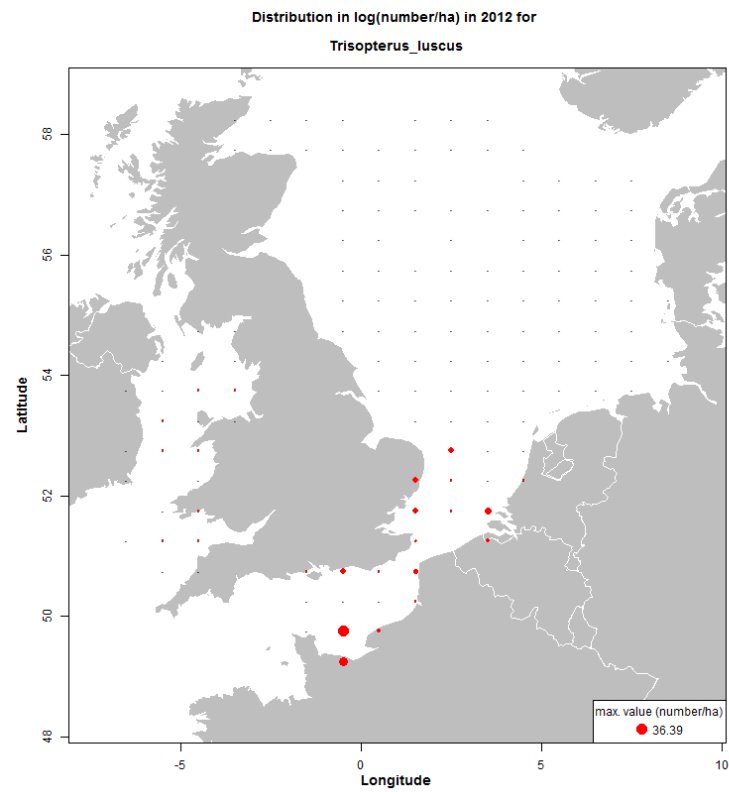 Distribution in log(number/ha) in 2012 for
Trisopterus_luscus
58
56
54
52
50
48
Latitude
-5
0
5
10
Longitude
max. value (number/ha)
36.39